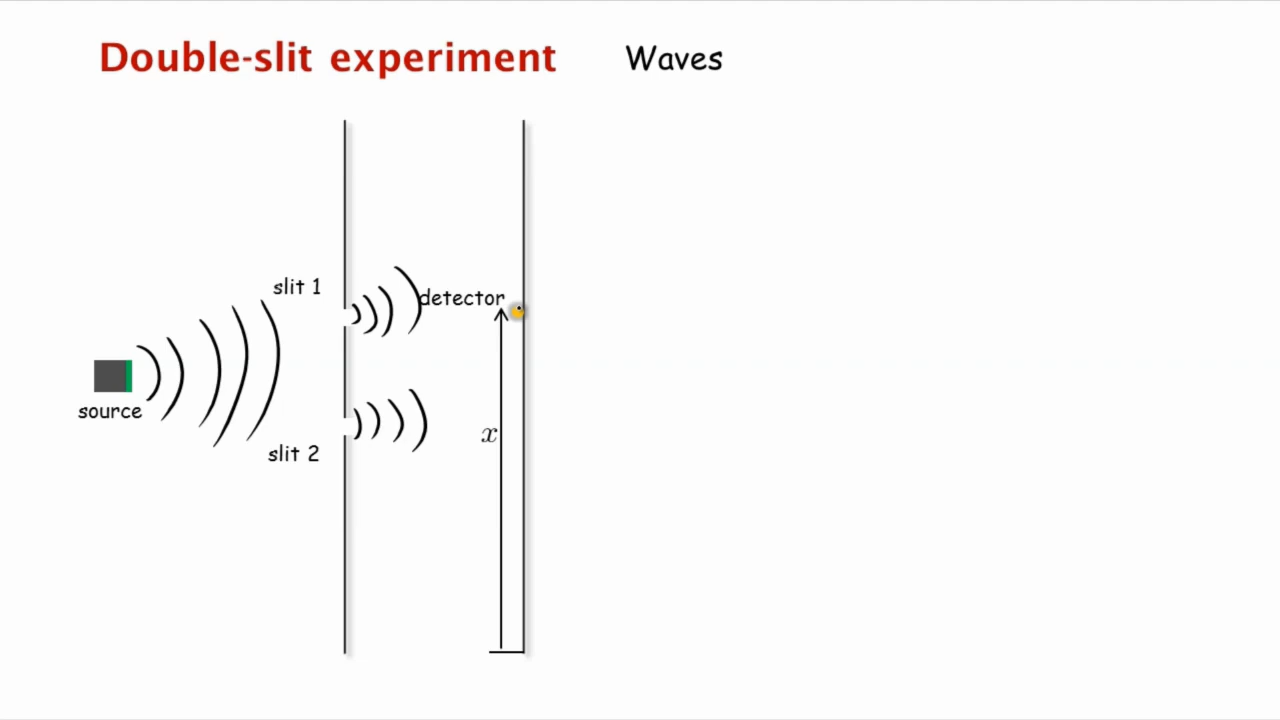 Double-slit experiment Waves
slit 1
detector
source
x
slit 2